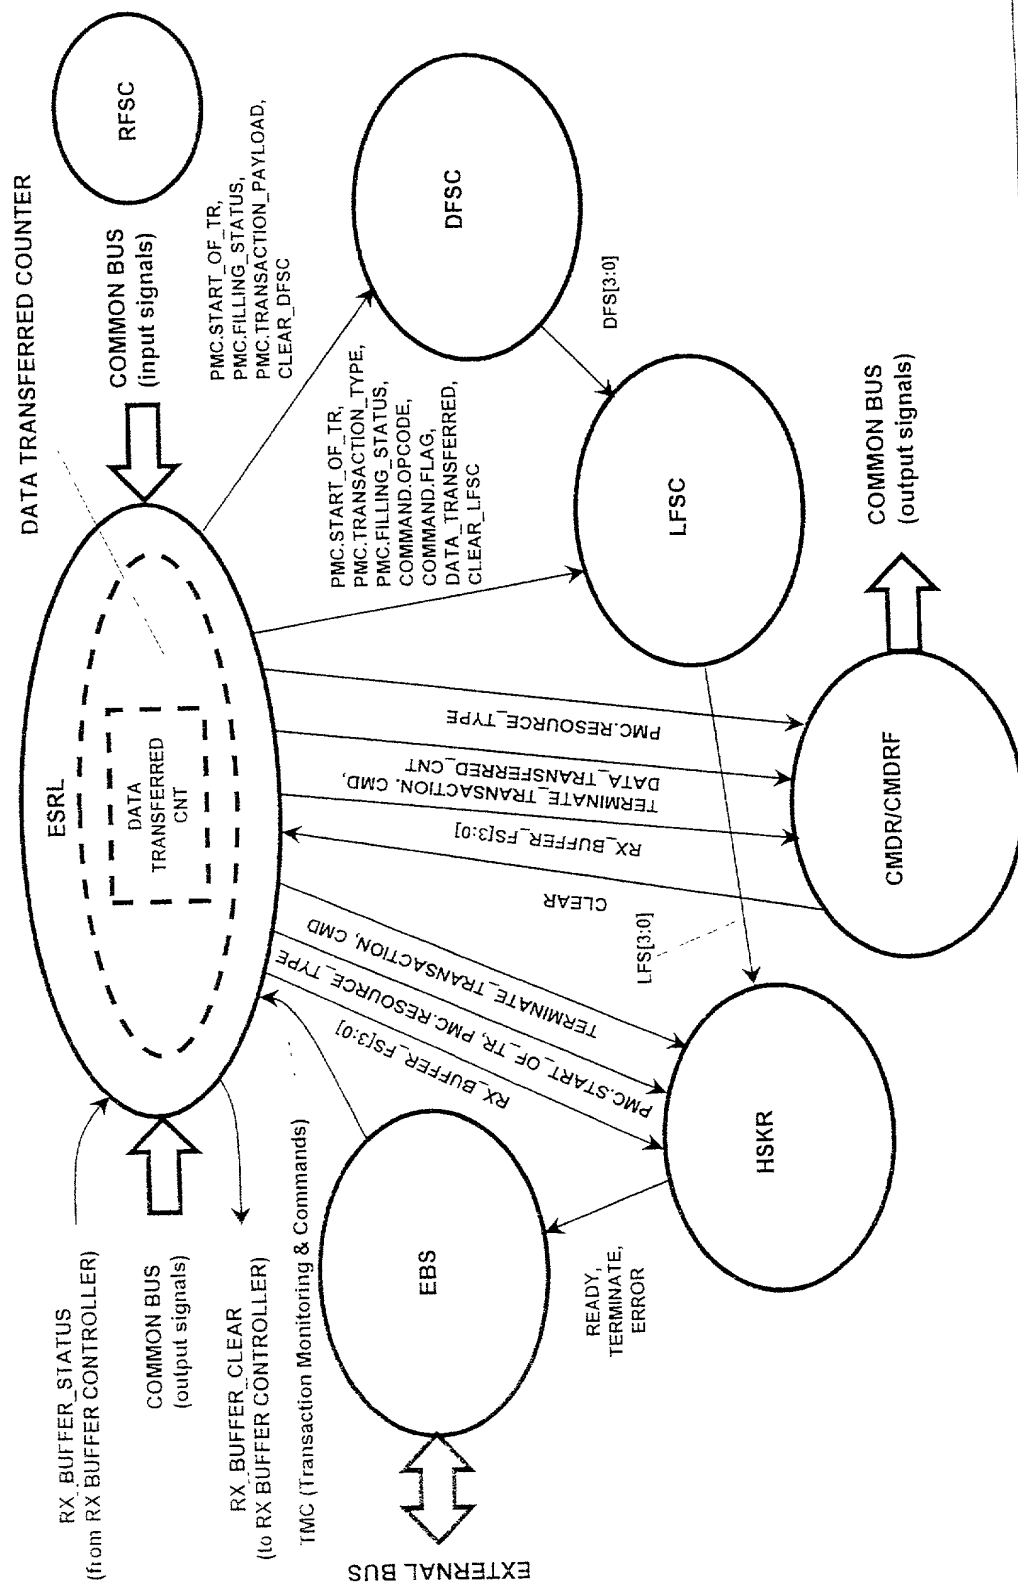 RX_BUFFER_STATUS
(from RX BUFFER CONTROLLER)
COMMON BUS
(output signals)
RX_BUFFER_CLEAR
(to RX BUFFER CONTROLLER)
TMC (Transaction Monitoring & Commands)
EXTERNAL BUS
ESRL
DATA
TRANSFERRED
CNT
DATA TRANSFERRED COUNTER
COMMON BUS
(input signals)
RFSC
PMC.START_OF_TR,
PMC.FILLING_STATUS,
PMC.TRANSACTION_PAYLOAD,
CLEAR_DFSC
DFSC
PMC.START_OF_TR,
PMC.TRANSACTION_TYPE,
PMC.FILLING_STATUS,
COMMAND.OPCODE,
COMMAND.FLAG,
DATA_TRANSFERRED,
CLEAR_LFSC
DFS[3:0]
LFSC
PMC.RESOURCE_TYPE
TERMINATE_TRANSACTION, CMD,
DATA_TRANSFERRED_CNT
RX_BUFFER_FS[3:0]
CLEAR
LFS[3:0]
TERMINATE_TRANSACTION, CMD
PMC.START_OF_TR, PMC.RESOURCE_TYPE
RX_BUFFER_FS[3:0]
EBS
READY,
TERMINATE,
ERROR
HSKR
CMDR/CMDRF
COMMON BUS
(output signals)